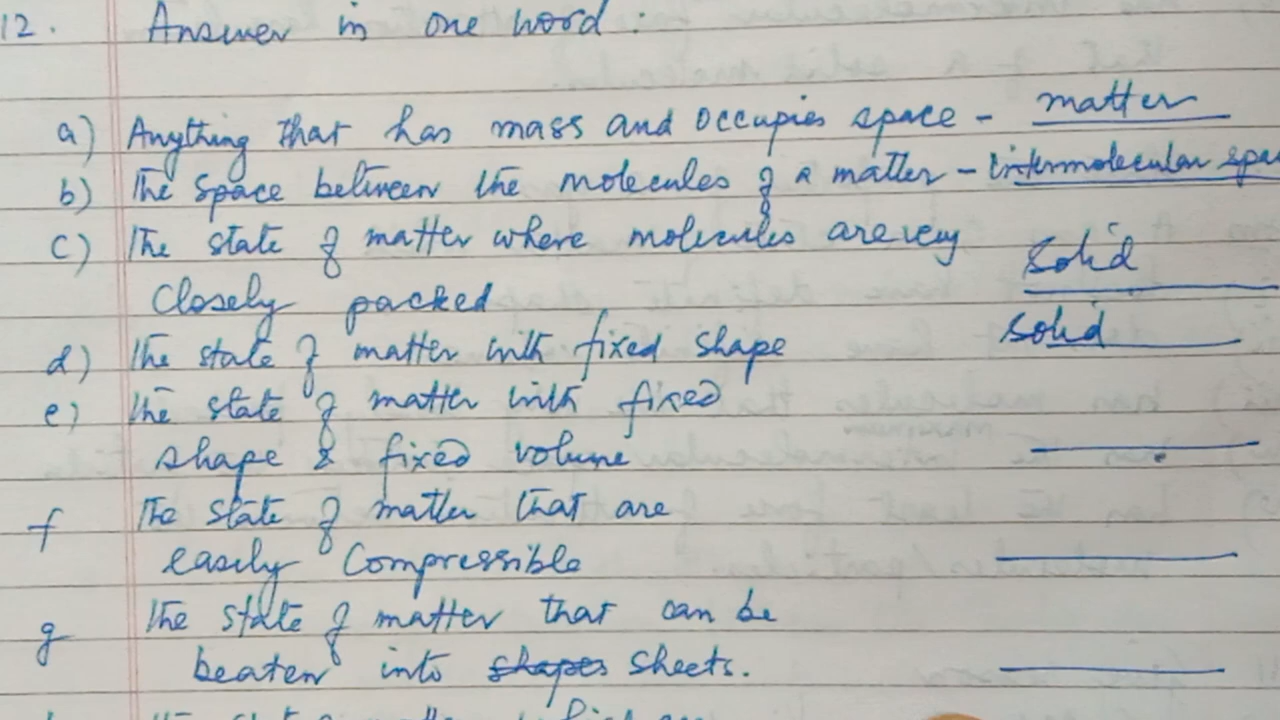 12. Answer in one word:
a) Anything that has mass and occupies space - matter
b) The space between the molecules of a matter - intermolecular spa
c) The state of matter where molecules are very
closely packed solid
d) The state of matter with fixed shape solid
e) The state of matter with fixed
shape & fixed volume
f The state of matter that are
easily compressible
g The state of matter that can be
beaten into shapes sheets.